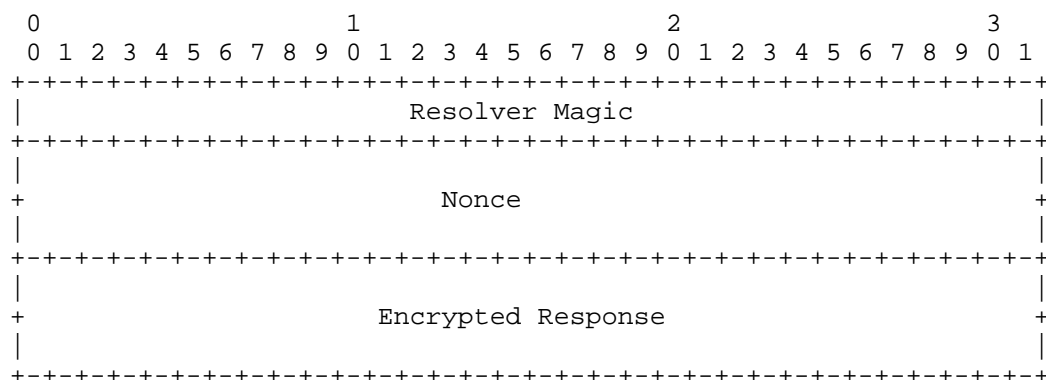 0                   1                   2                   3
 0 1 2 3 4 5 6 7 8 9 0 1 2 3 4 5 6 7 8 9 0 1 2 3 4 5 6 7 8 9 0 1
+-+-+-+-+-+-+-+-+-+-+-+-+-+-+-+-+-+-+-+-+-+-+-+-+-+-+-+-+-+-+-+-+
|                        Resolver Magic                         |
+-+-+-+-+-+-+-+-+-+-+-+-+-+-+-+-+-+-+-+-+-+-+-+-+-+-+-+-+-+-+-+-+
|                                                               |
+                          Nonce                                +
|                                                               |
+-+-+-+-+-+-+-+-+-+-+-+-+-+-+-+-+-+-+-+-+-+-+-+-+-+-+-+-+-+-+-+-+
|                                                               |
+                      Encrypted Response                       +
|                                                               |
+-+-+-+-+-+-+-+-+-+-+-+-+-+-+-+-+-+-+-+-+-+-+-+-+-+-+-+-+-+-+-+-+